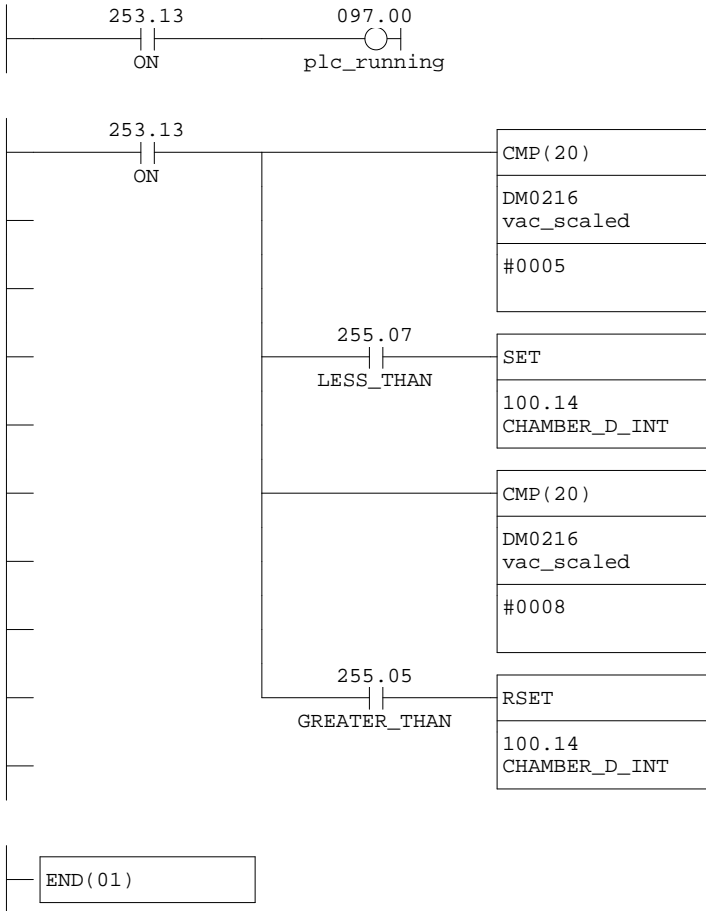 253.13 097.00
ON plc_running
253.13
ON
CMP(20)
DM0216
vac_scaled
#0005
255.07
LESS_THAN
SET
100.14
CHAMBER_D_INT
CMP(20)
DM0216
vac_scaled
#0008
255.05
GREATER_THAN
RSET
100.14
CHAMBER_D_INT
END(01)